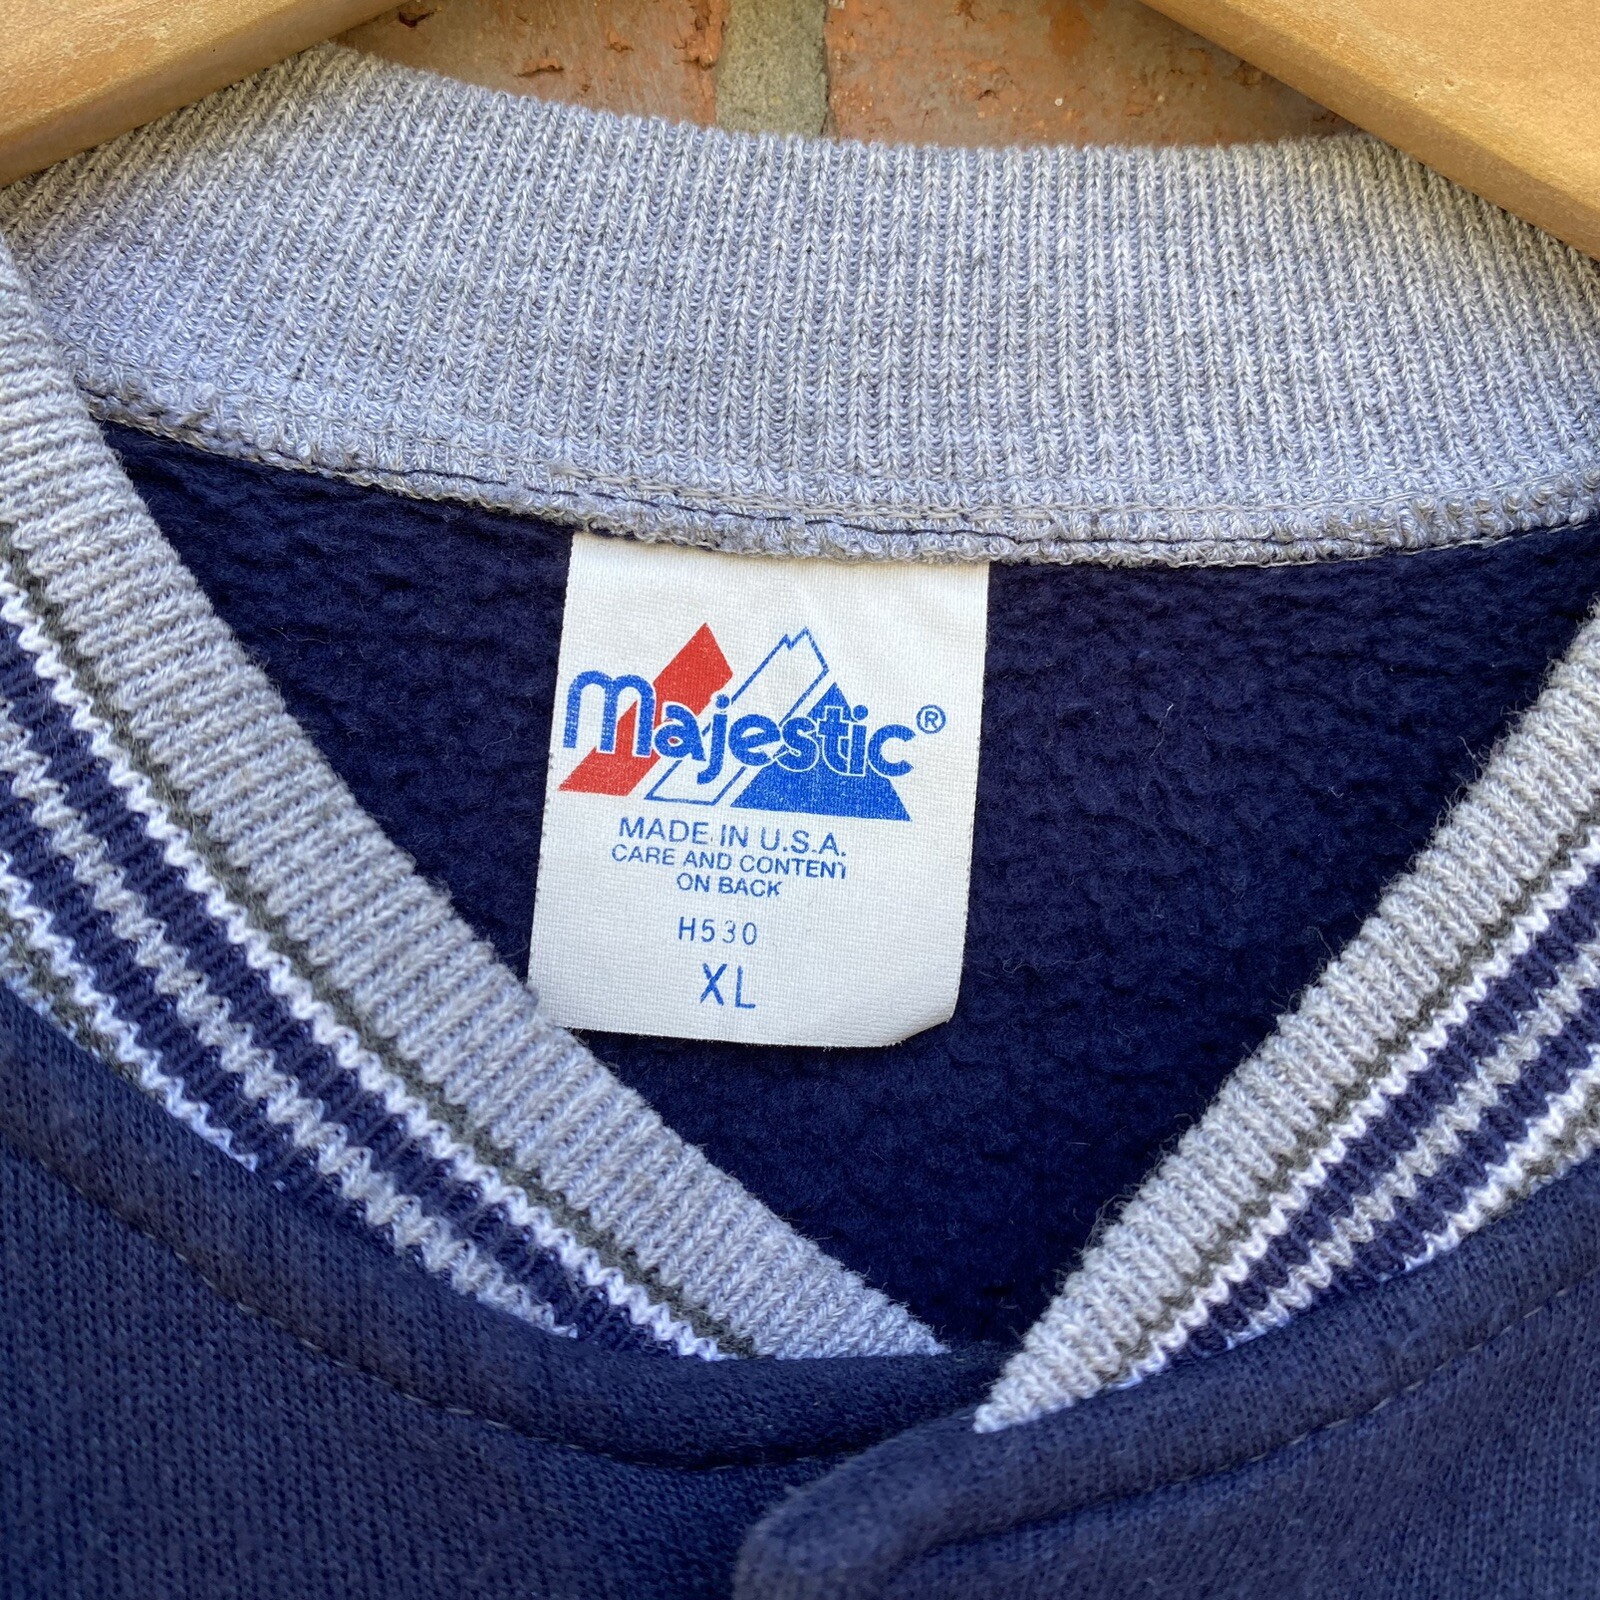 Majestic®
MADE IN U.S.A.
CARE AND CONTENT
ON BACK
H530
XL